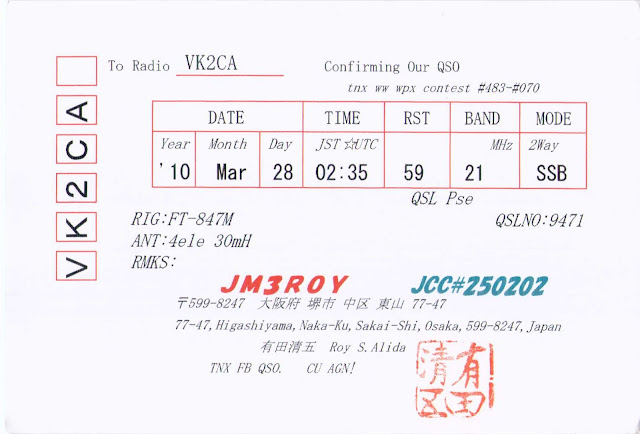 To Radio VK2CA Confirming Our QSO
tnx ww wpx contest #483-#070
VK2CA
DATE TIME RST BAND MODE
Year Month Day JST☆UTC MHz 2Way
'10 Mar 28 02:35 59 21 SSB
QSL Pse
RIG:FT-847M QSLNO:9471
ANT:4ele 30mH
RMKS:
JM3ROY JCC#250202
〒599-8247 大阪府 堺市 中区 東山 77-47
77-47,Higashiyama,Naka-Ku,Sakai-Shi,Osaka,599-8247,Japan
有田清五 Roy S.Alida
TNX FB QSO. CU AGN!
有田
清五